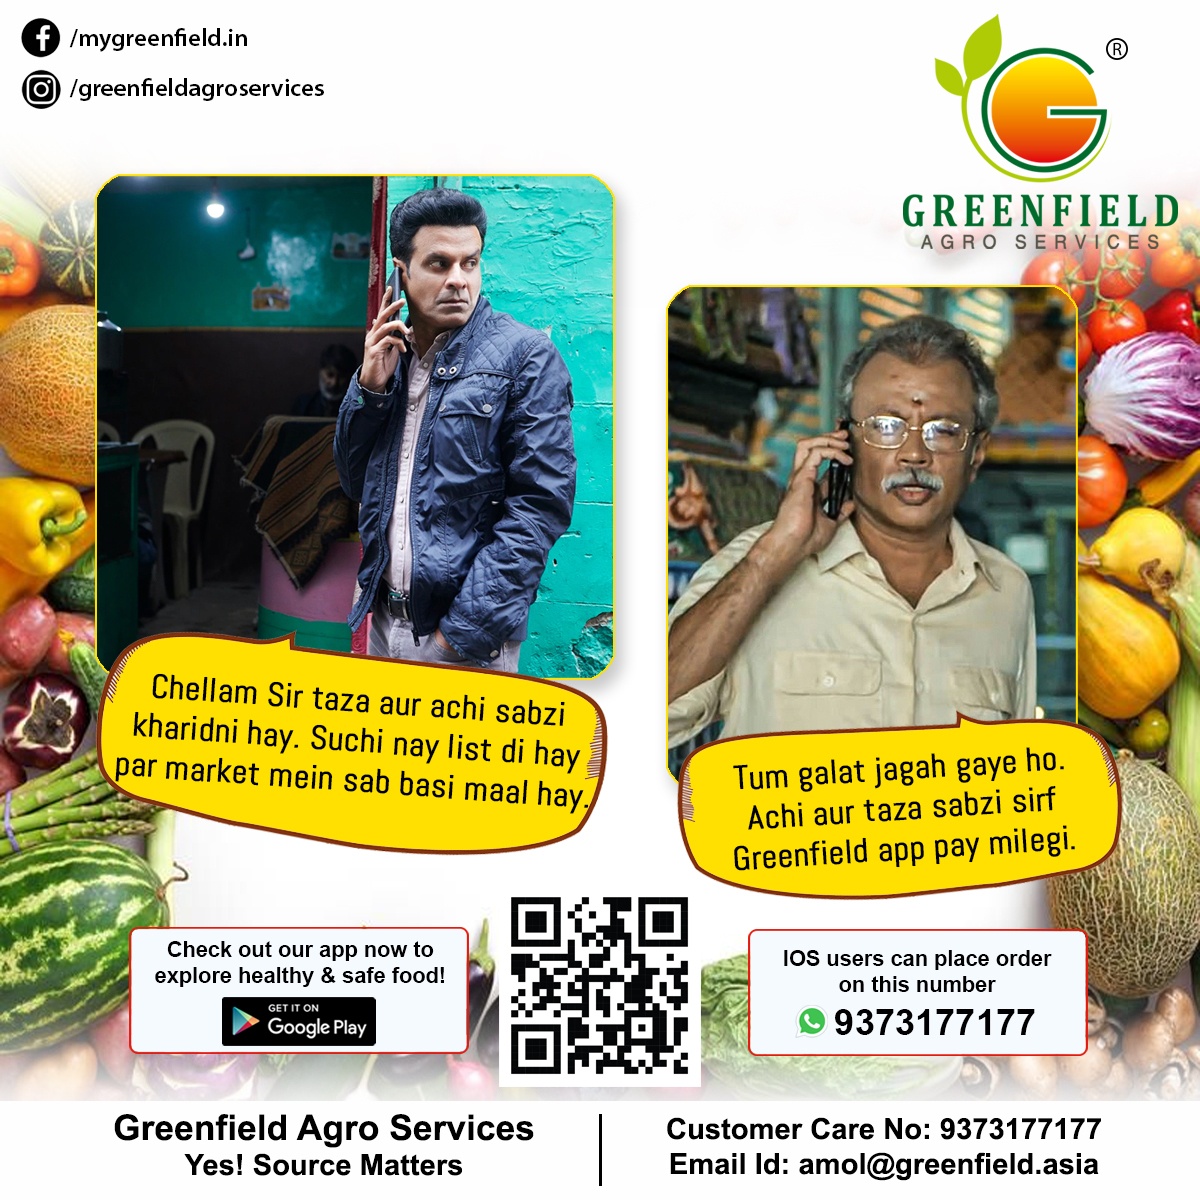 /mygreenfield.in
/greenfieldagroservices
®
GREENFIELD
AGRO SERVICES
Chellam Sir taza aur achi sabzi
kharidni hay. Suchi nay list di hay
par market mein sab basi maal hay.
Tum galat jagah gaye ho.
Achi aur taza sabzi sirf
Greenfield app pay milegi.
Check out our app now to
explore healthy & safe food!
GET IT ON
Google Play
IOS users can place order
on this number
9373177177
Greenfield Agro Services
Yes! Source Matters
Customer Care No: 9373177177
Email Id: amol@greenfield.asia